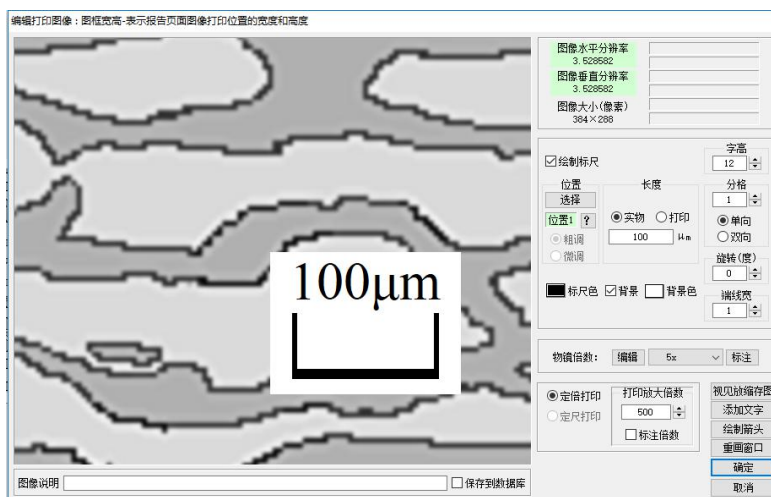 编辑打印图像：图框宽高-表示报告页面图像打印位置的宽度和高度
100μm
图像说明
保存到数据库
图像水平分辨率
3.528582
图像垂直分辨率
3.528582
图像大小(像素)
384×288
绘制标尺
位置
选择
位置1 ?
粗调
微调
长度
实物 打印
100 μm
字高
12
分格
1
单向
双向
旋转(度)
0
端线宽
1
标尺色 背景 背景色
物镜倍数： 编辑 5x 标注
定倍打印
定尺打印
打印放大倍数
500
标注倍数
视见放缩存图
添加文字
绘制箭头
重画窗口
确定
取消